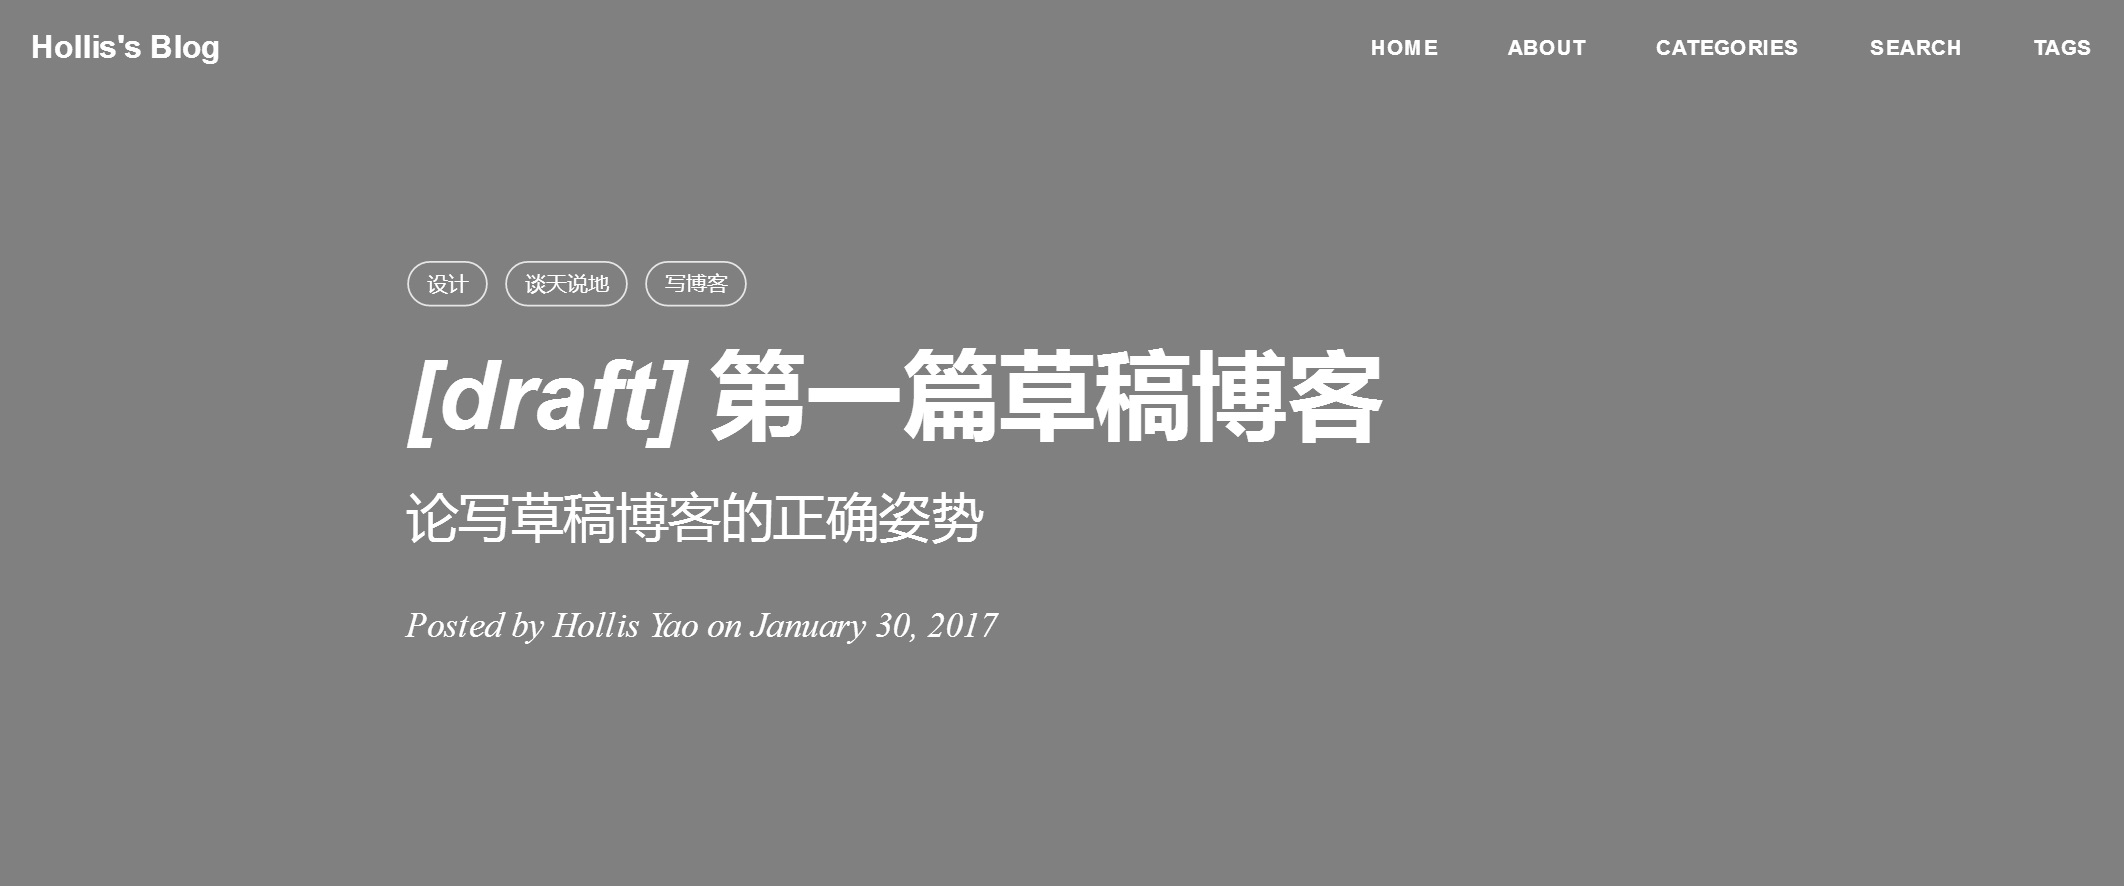 Hollis's Blog HOME ABOUT CATEGORIES SEARCH TAGS
设计 谈天说地 写博客
[draft] 第一篇草稿博客
论写草稿博客的正确姿势
Posted by Hollis Yao on January 30, 2017